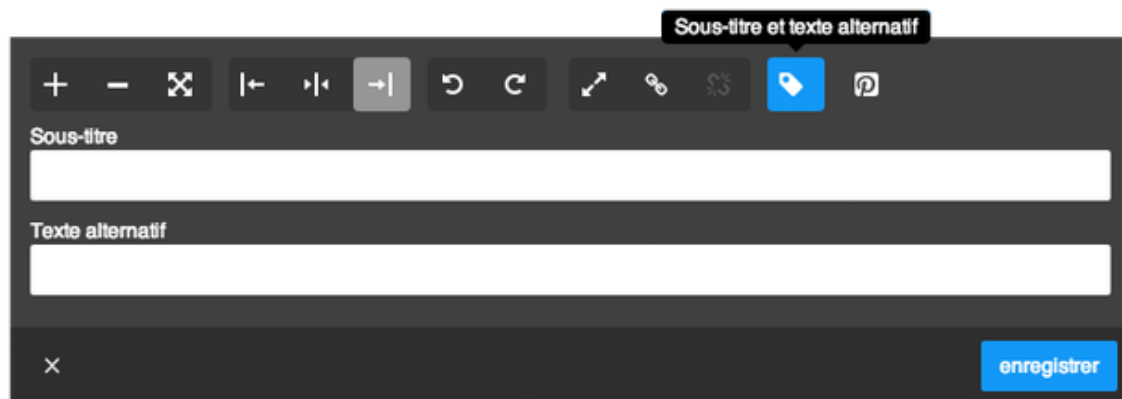 Sous-titre et texte alternatif
Sous-titre
Texte alternatif
enregistrer